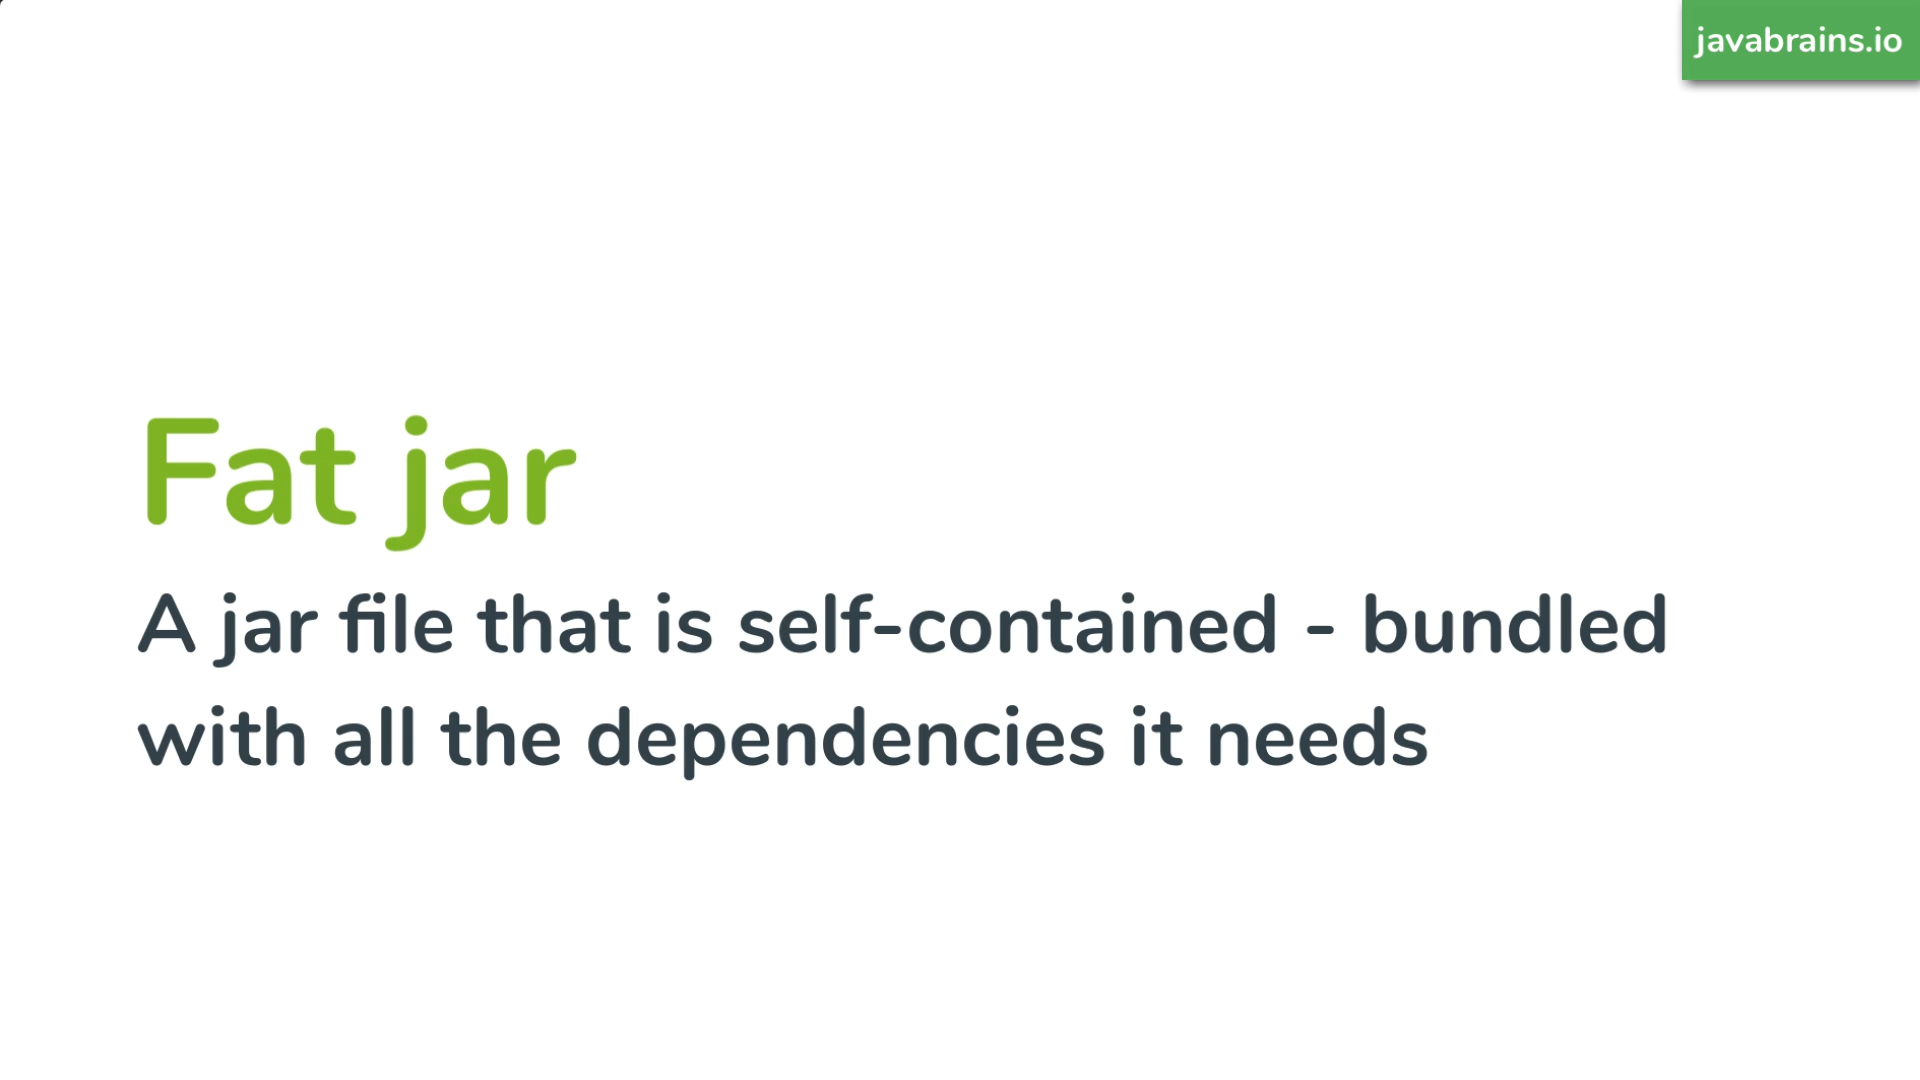 javabrains.io
Fat jar
A jar file that is self-contained - bundled
with all the dependencies it needs